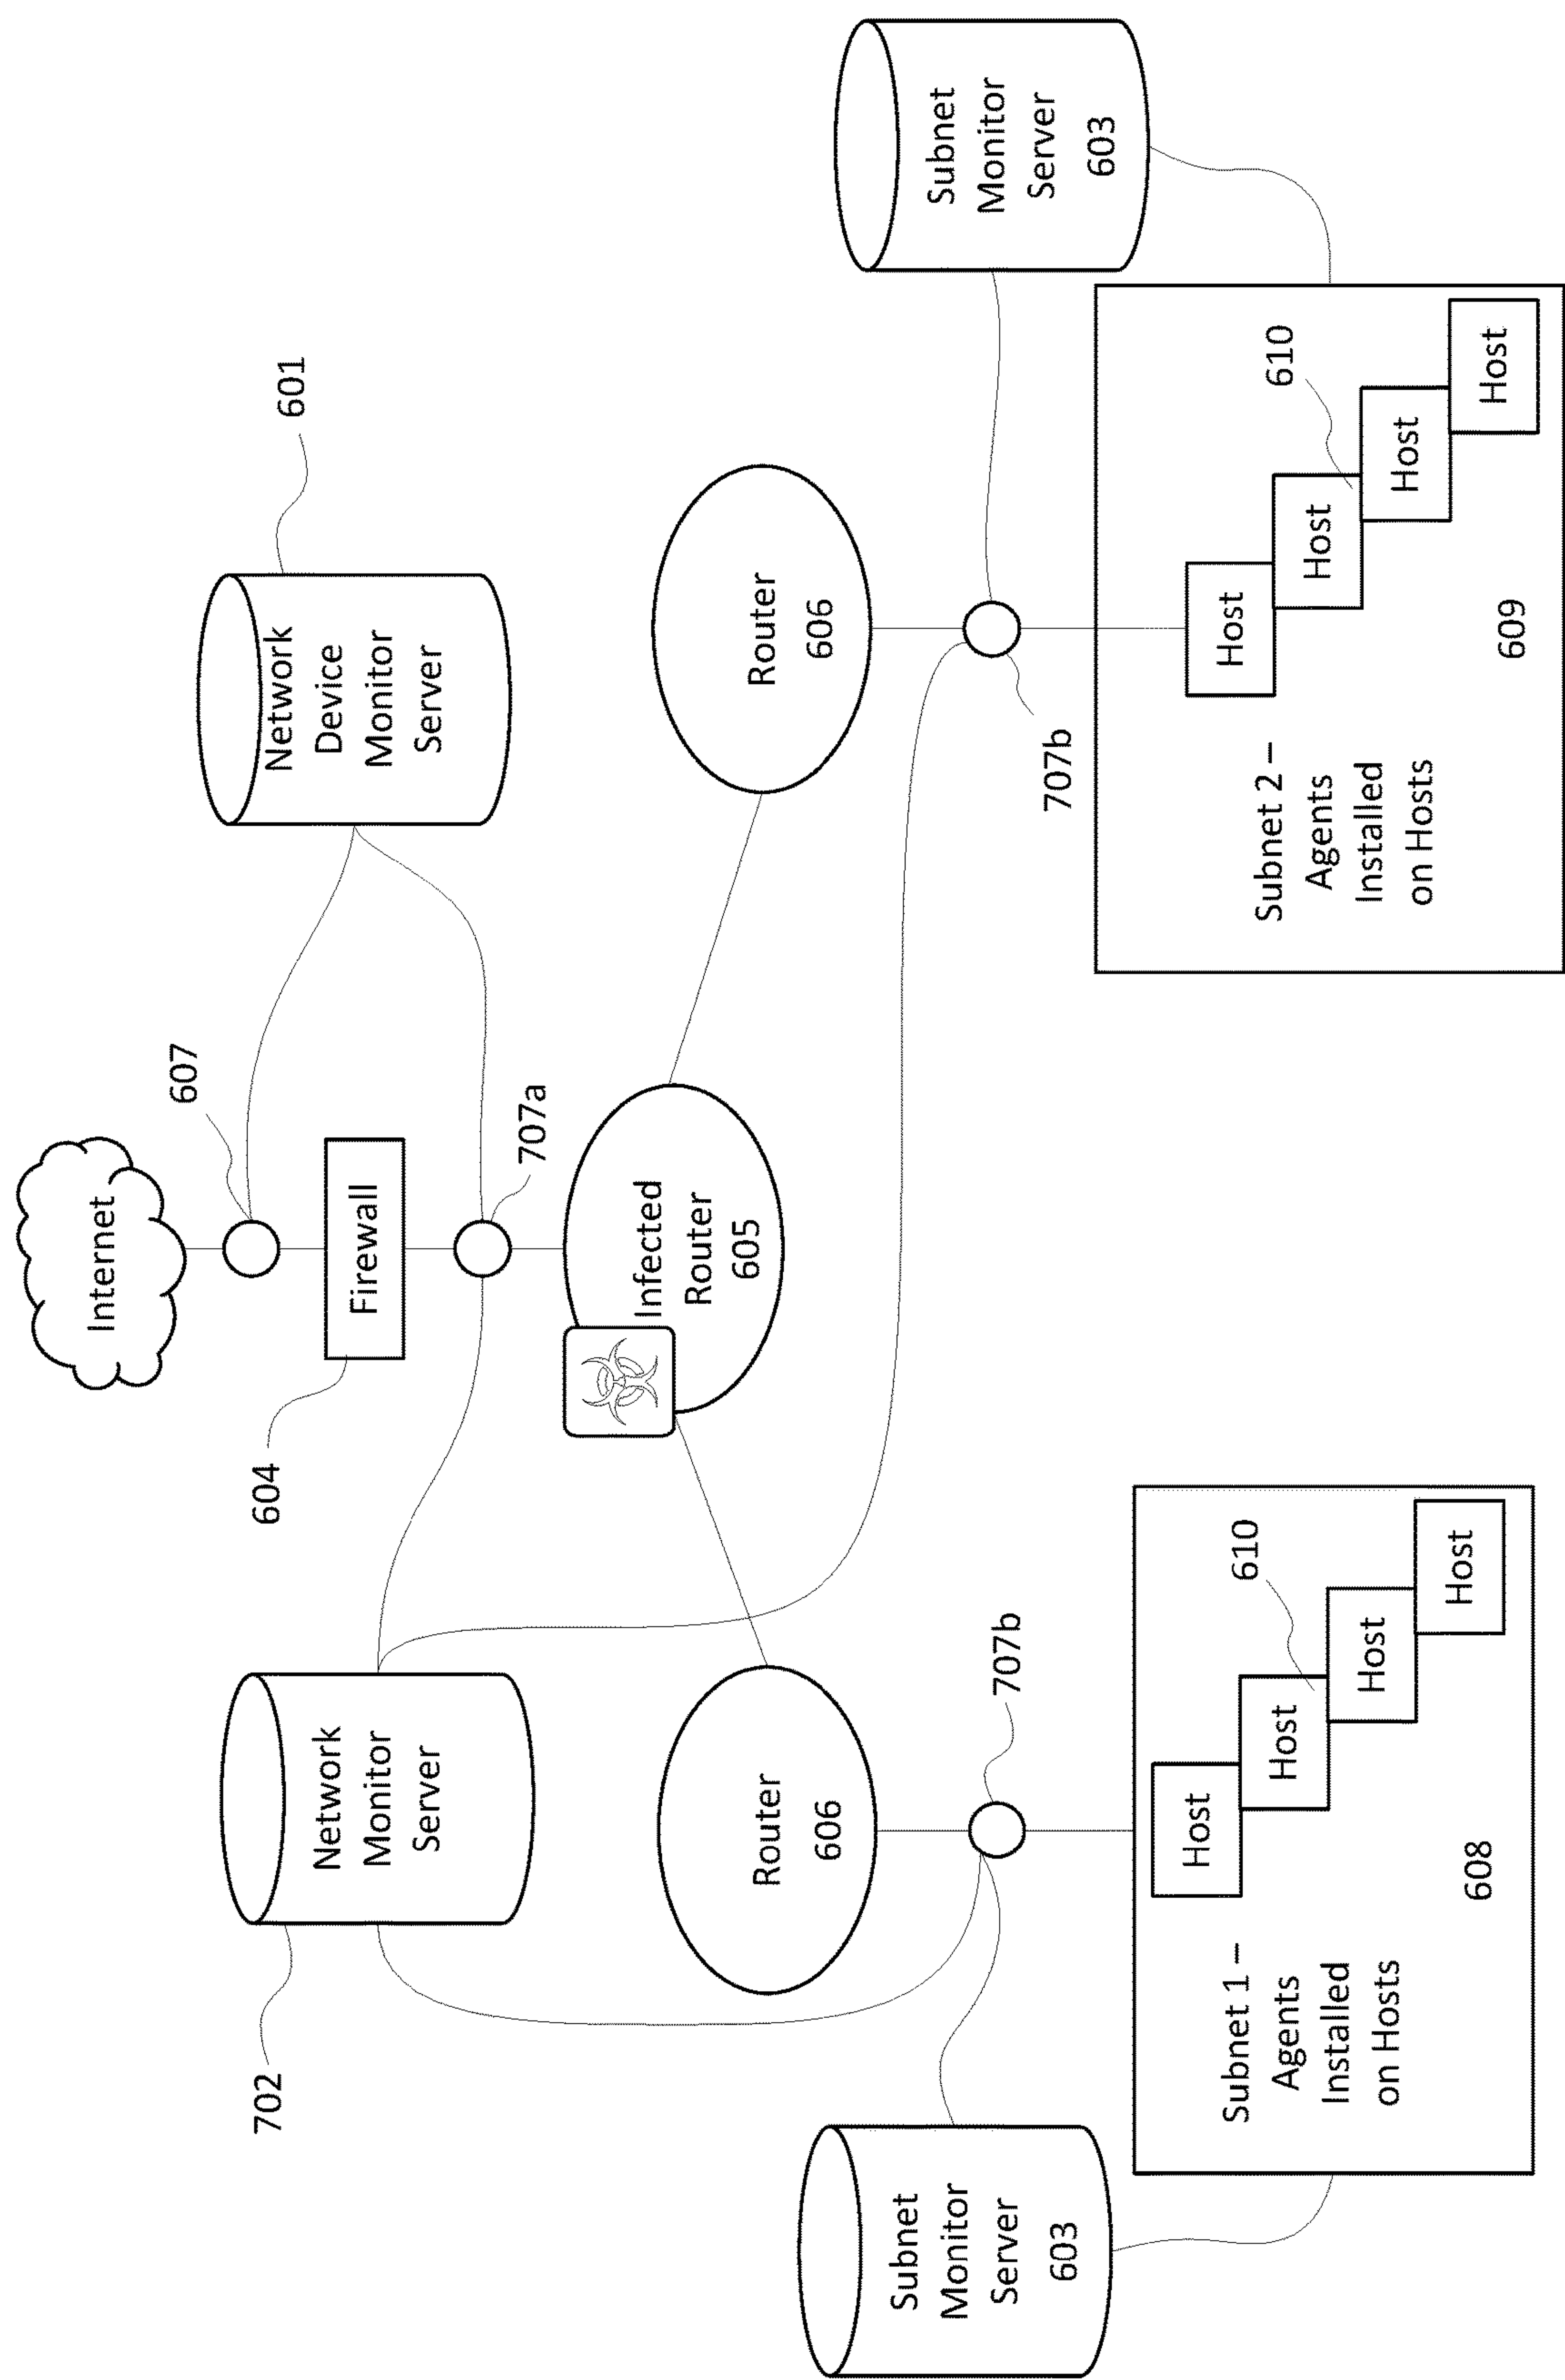 Internet
607
604
Firewall
707a
Infected
Router
605
702
Network
Monitor
Server
601
Network
Device
Monitor
Server
Router
606
Router
606
707b
707b
Subnet
Monitor
Server
603
Subnet
Monitor
Server
603
Subnet 1 –
Agents
Installed
on Hosts
608
Host
Host
Host
Host
610
Subnet 2 –
Agents
Installed
on Hosts
609
Host
Host
Host
Host
610